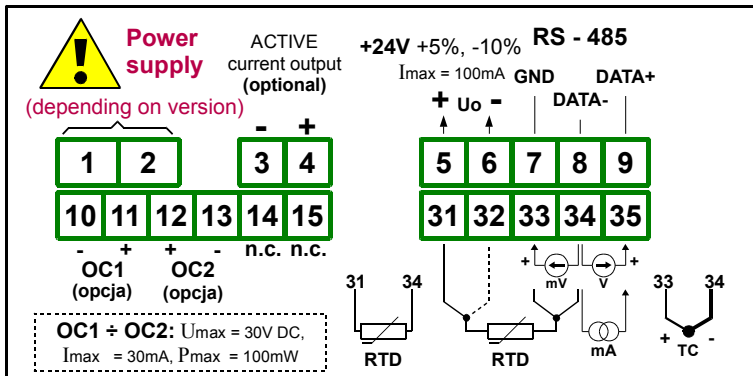 Power supply
(depending on version)
ACTIVE
current output
(optional)
+24V +5%, -10%
Imax = 100mA
RS - 485
GND
DATA-
DATA+
- +
+ Uo -
1 2 3 4 5 6 7 8 9
10 11 12 13 14 15 31 32 33 34 35
- + + - n.c. n.c.
OC1
(opcja)
OC2
(opcja)
+ mV V +
31 34
RTD
RTD
mA
33 34
+ TC -
OC1 ÷ OC2: Umax = 30V DC,
Imax = 30mA, Pmax = 100mW